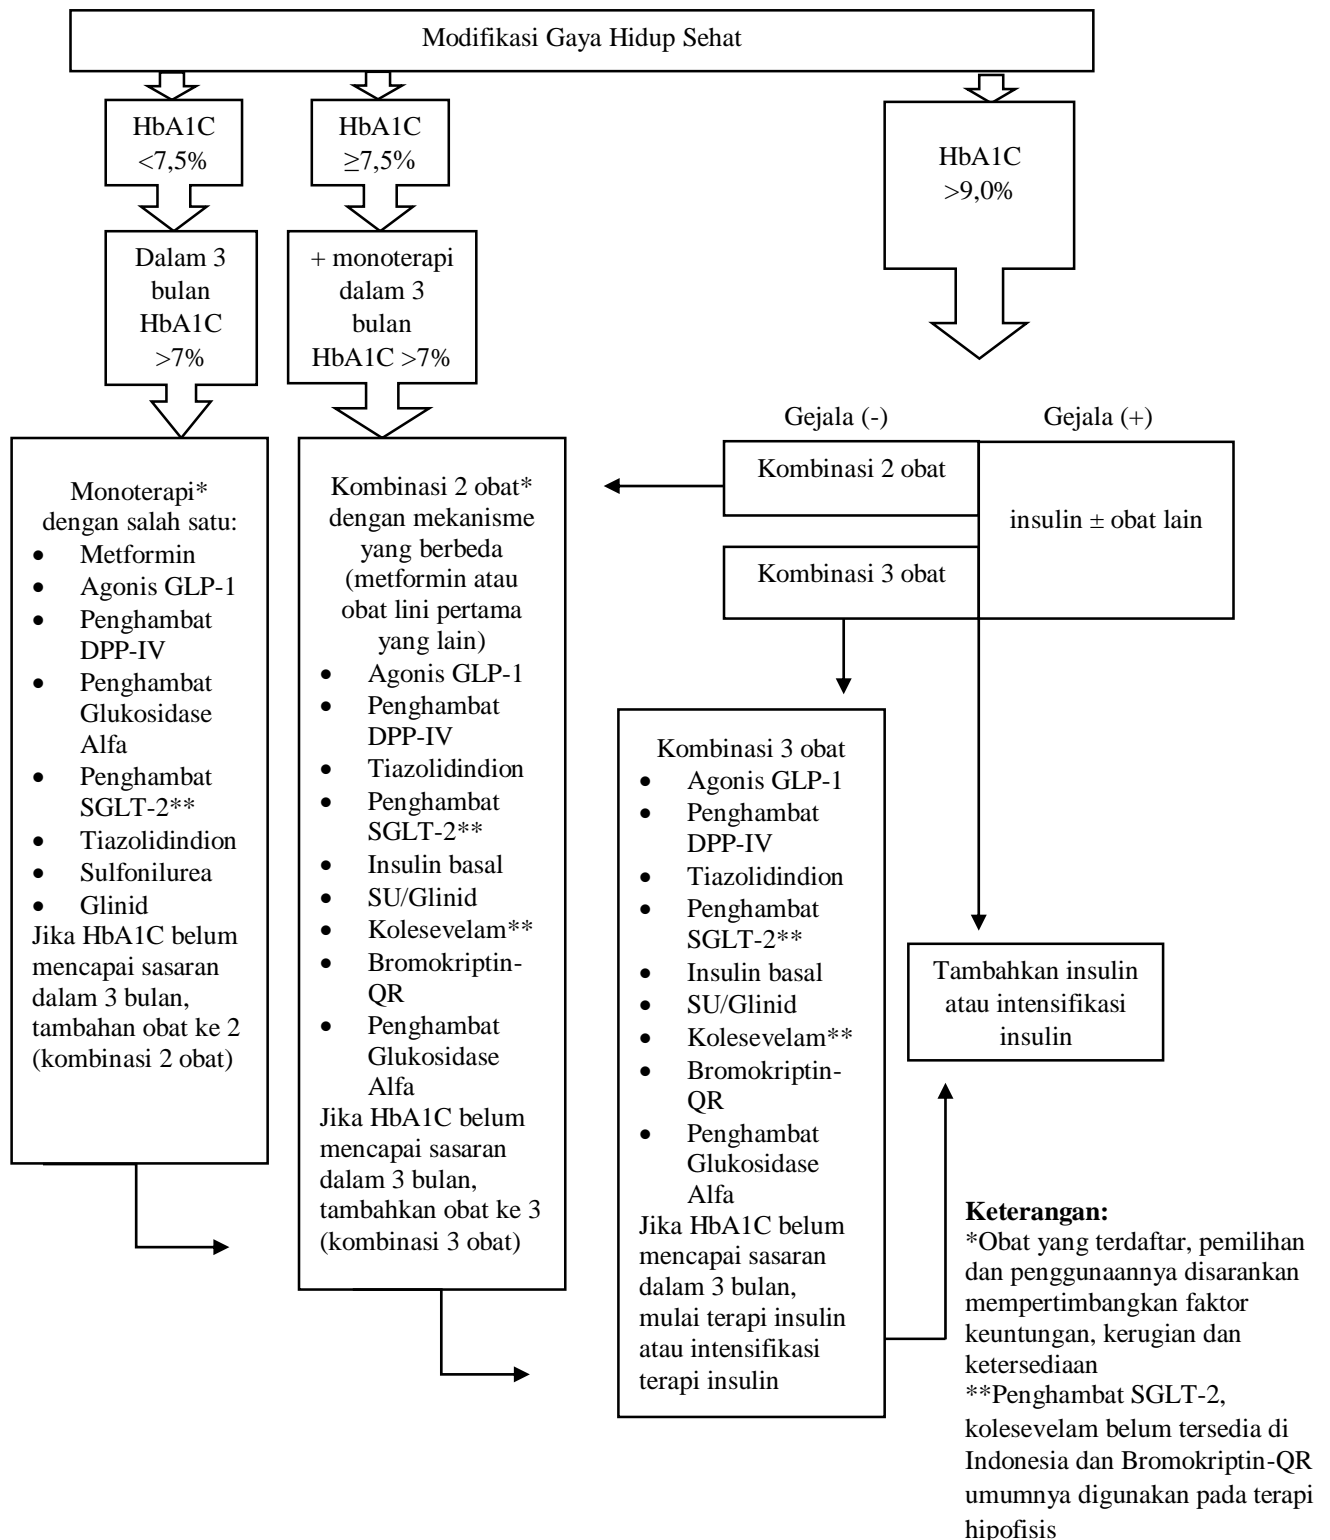 Modifikasi Gaya Hidup Sehat
HbA1C
<7,5%
HbA1C
≥7,5%
HbA1C
>9,0%
Dalam 3
bulan
HbA1C
>7%
+ monoterapi
dalam 3
bulan
HbA1C >7%
Gejala (-)
Gejala (+)
Kombinasi 2 obat
Kombinasi 3 obat
insulin ± obat lain
Monoterapi*
dengan salah satu:
• Metformin
• Agonis GLP-1
• Penghambat
DPP-IV
• Penghambat
Glukosidase
Alfa
• Penghambat
SGLT-2**
• Tiazolidindion
• Sulfonilurea
• Glinid
Jika HbA1C belum
mencapai sasaran
dalam 3 bulan,
tambahan obat ke 2
(kombinasi 2 obat)
Kombinasi 2 obat*
dengan mekanisme
yang berbeda
(metformin atau
obat lini pertama
yang lain)
• Agonis GLP-1
• Penghambat
DPP-IV
• Tiazolidindion
• Penghambat
SGLT-2**
• Insulin basal
• SU/Glinid
• Kolesevelam**
• Bromokriptin-
QR
• Penghambat
Glukosidase
Alfa
Jika HbA1C belum
mencapai sasaran
dalam 3 bulan,
tambahkan obat ke 3
(kombinasi 3 obat)
Kombinasi 3 obat
• Agonis GLP-1
• Penghambat
DPP-IV
• Tiazolidindion
• Penghambat
SGLT-2**
• Insulin basal
• SU/Glinid
• Kolesevelam**
• Bromokriptin-
QR
• Penghambat
Glukosidase
Alfa
Jika HbA1C belum
mencapai sasaran
dalam 3 bulan,
mulai terapi insulin
atau intensifikasi
terapi insulin
Tambahkan insulin
atau intensifikasi
insulin
Keterangan:
*Obat yang terdaftar, pemilihan
dan penggunaannya disarankan
mempertimbangkan faktor
keuntungan, kerugian dan
ketersediaan
**Penghambat SGLT-2,
kolesevelam belum tersedia di
Indonesia dan Bromokriptin-QR
umumnya digunakan pada terapi
hipofisis